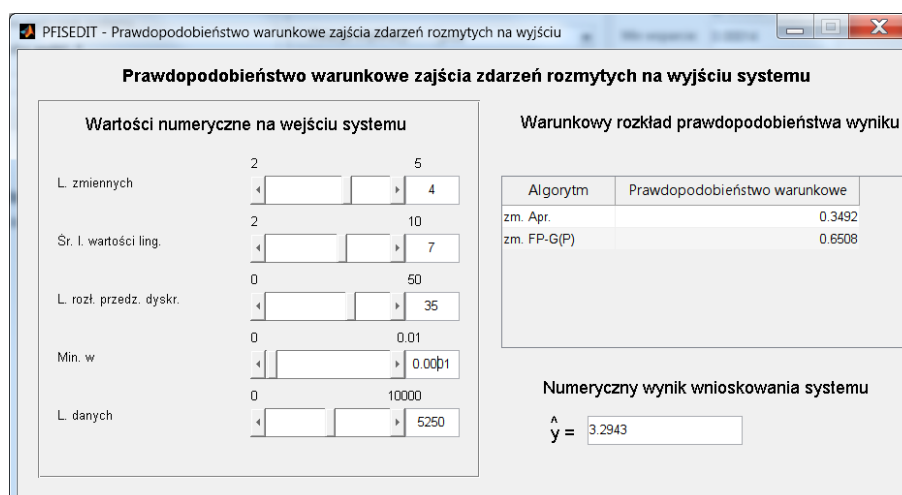 PFISEDIT - Prawdopodobieństwo warunkowe zajścia zdarzeń rozmytych na wyjściu
Prawdopodobieństwo warunkowe zajścia zdarzeń rozmytych na wyjściu systemu
Wartości numeryczne na wejściu systemu
2 5
L. zmiennych 4
2 10
Śr. l. wartości ling. 7
0 50
L. rozł. przedz. dyskr. 35
0 0.01
Min. w 0.0001
0 10000
L. danych 5250
Warunkowy rozkład prawdopodobieństwa wyniku
Algorytm Prawdopodobieństwo warunkowe
zm. Apr. 0.3492
zm. FP-G(P) 0.6508
Numeryczny wynik wnioskowania systemu
ŷ = 3.2943